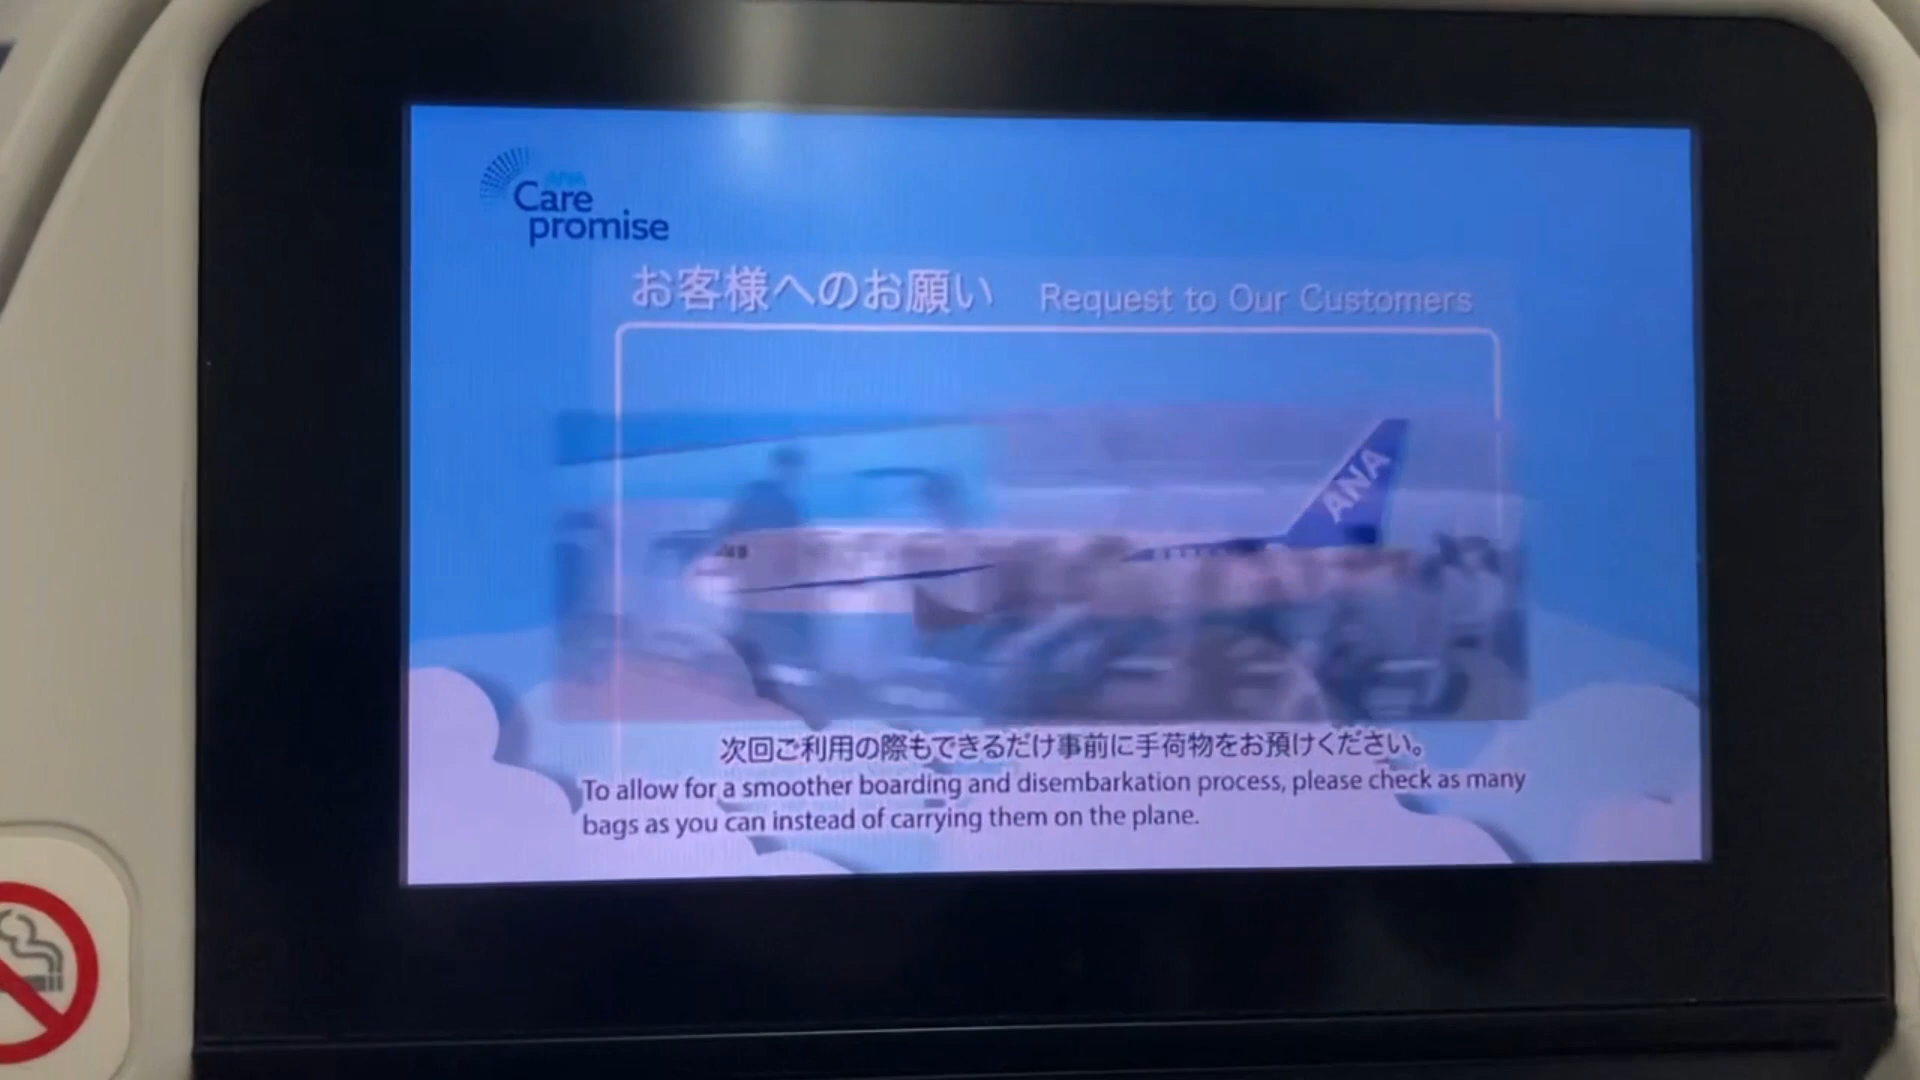 ANA
Care
promise
お客様へのお願い Request to Our Customers
ANA
次回ご利用の際もできるだけ事前に手荷物をお預けください。
To allow for a smoother boarding and disembarkation process, please check as many
bags as you can instead of carrying them on the plane.